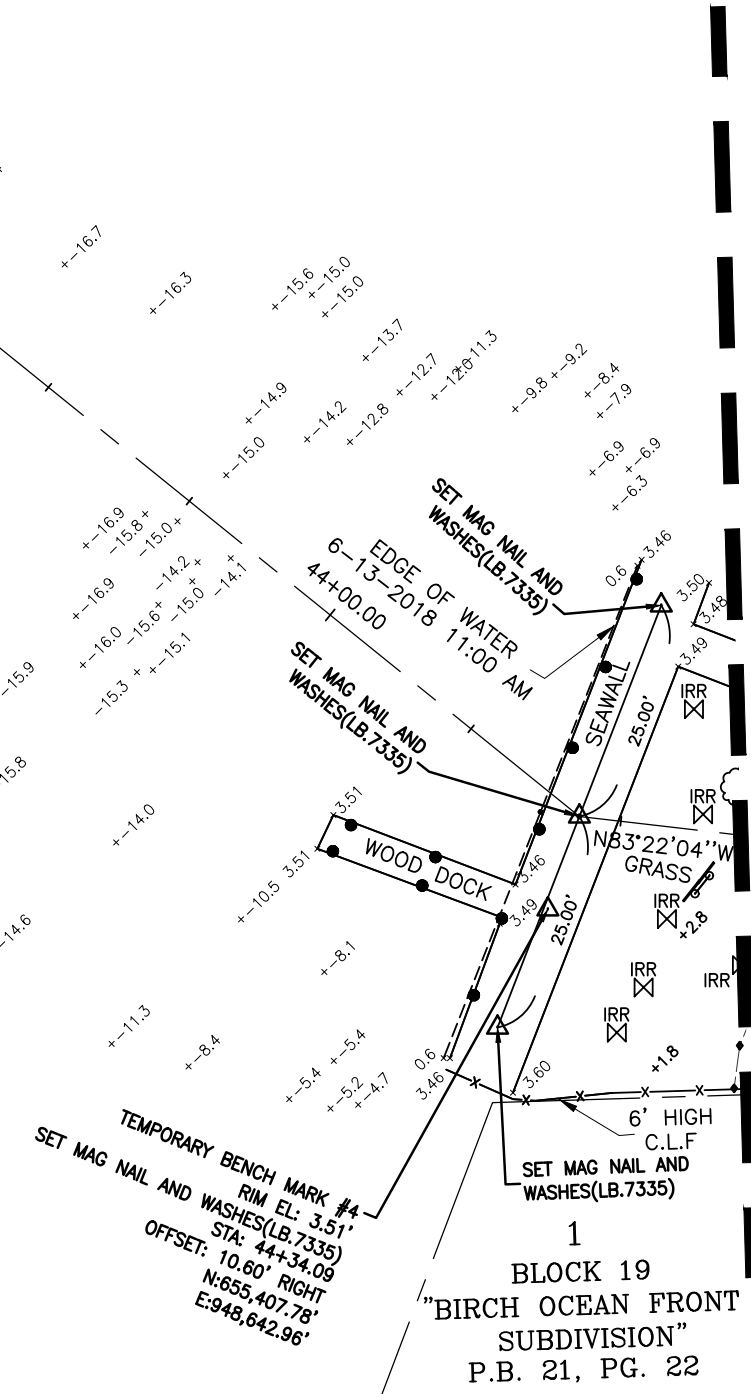 +-16.7
+-16.3
+-15.6
+-15.0
+-15.0
+-13.7
+-12.7
+-11.3
+-12.0
+-14.9
+-14.2
+-12.8
+-9.8
+-9.2
+-8.4
+-7.9
+-15.0
+-6.9
+-6.9
+-6.3
+-16.9
-15.8 +
-15.0 +
-14.2 +
-14.1
+-16.9
-15.6 +
-15.0
+-16.0
+-15.1
-15.3 +
-15.9
-15.8
+-14.0
+-10.5
-14.6
+-8.1
+-11.3
+-8.4
+-5.4
+-5.4
+-5.2
+-4.7
SET MAG NAIL AND
WASHES(LB.7335)
EDGE OF WATER
6-13-2018 11:00 AM
44+00.00
0.6
3.46
3.50
3.48
3.49
SEAWALL
25.00'
IRR
SET MAG NAIL AND
WASHES(LB.7335)
IRR
N83°22'04"W
GRASS
3.51
3.51
WOOD DOCK
3.46
3.49
25.00'
IRR
+2.8
IRR
IRR
IRR
+1.8
0.6
3.46
3.60
6' HIGH
C.L.F
SET MAG NAIL AND
WASHES(LB.7335)
TEMPORARY BENCH MARK #4
RIM EL: 3.51'
SET MAG NAIL AND WASHES(LB.7335)
STA: 44+34.09
OFFSET: 10.60' RIGHT
N:655,407.78'
E:948,642.96'
1
BLOCK 19
"BIRCH OCEAN FRONT
SUBDIVISION"
P.B. 21, PG. 22